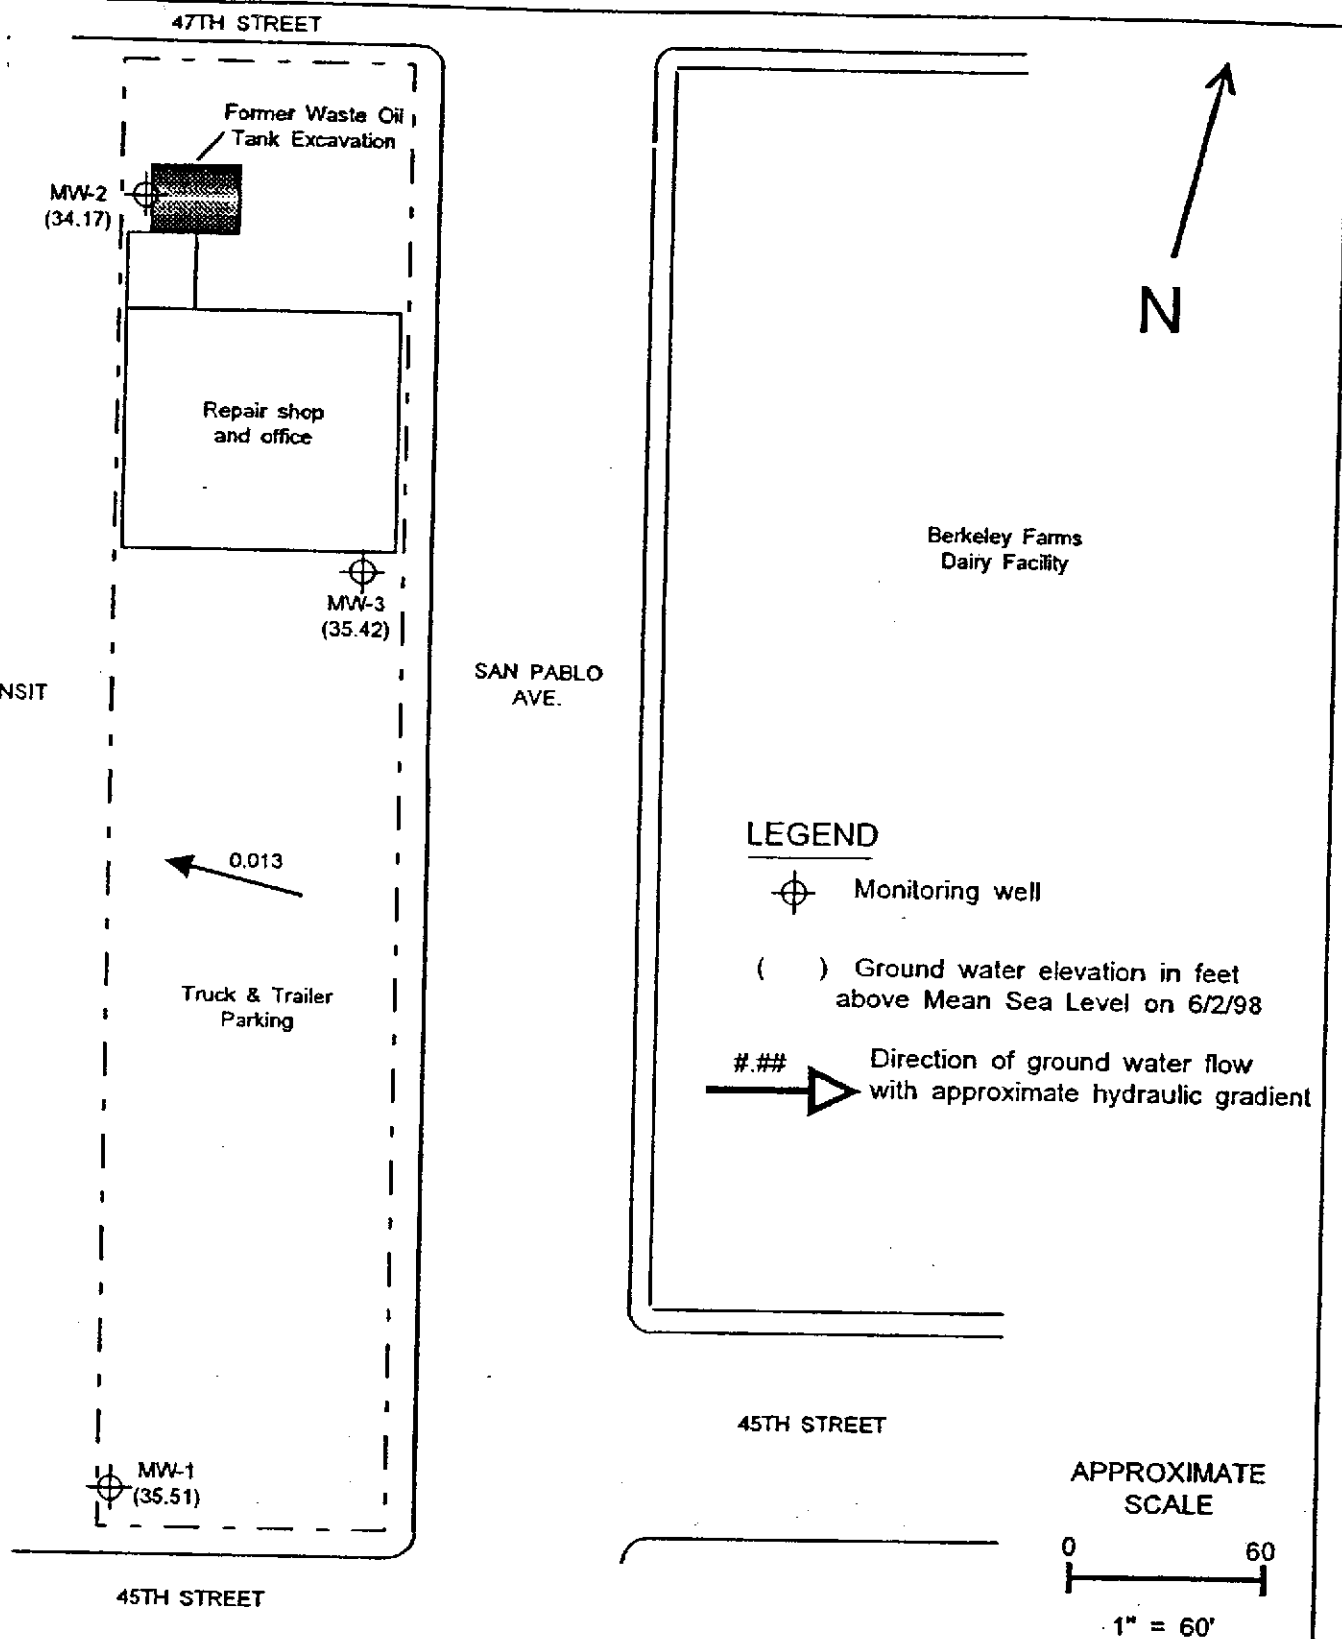 47TH STREET
Former Waste Oil
Tank Excavation
MW-2
(34.17)
N
Repair shop
and office
Berkeley Farms
Dairy Facility
MW-3
(35.42)
SAN PABLO
AVE.
NSIT
LEGEND
0.013
Monitoring well
( ) Ground water elevation in feet
above Mean Sea Level on 6/2/98
Truck & Trailer
Parking
#.## Direction of ground water flow
with approximate hydraulic gradient
45TH STREET
MW-1
(35.51)
APPROXIMATE
SCALE
0 60
1" = 60'
45TH STREET